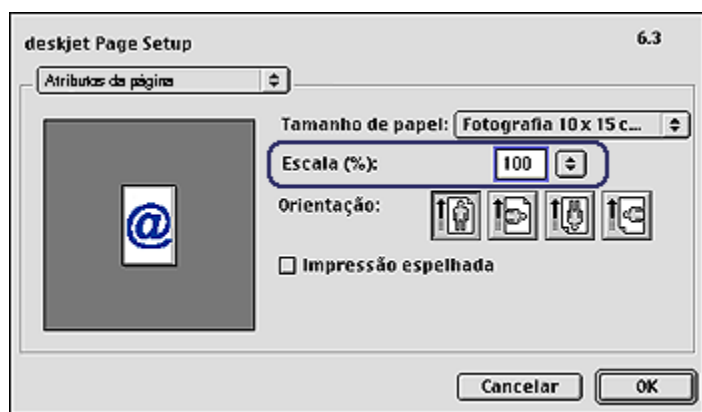 deskjet Page Setup 6.3
Atributos da página
Tamanho de papel: Fotografia 10 x 15 c...
Escala (%): 100
Orientação:
@
Impressão espelhada
Cancelar OK